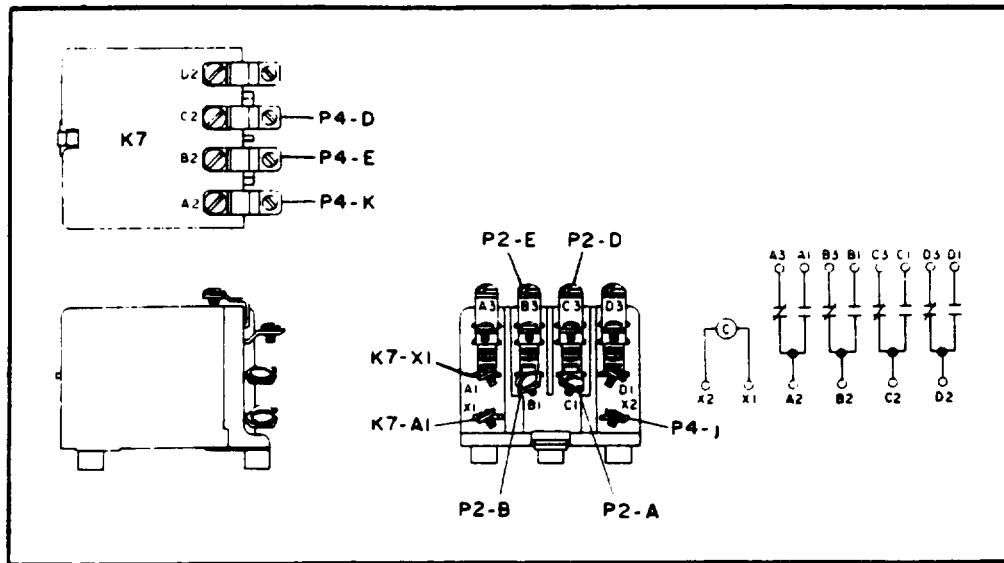 D2
C2
P4-D
K7
B2
P4-E
A2
P4-K
P2-E
P2-D
A3
B3
C3
D3
K7-X1
A1
D1
X1
B1
C1
X2
K7-A1
P4-J
P2-B
P2-A
A3 A1 B3 B1 C3 C1 D3 D1
C
X2
X1
A2
B2
C2
D2